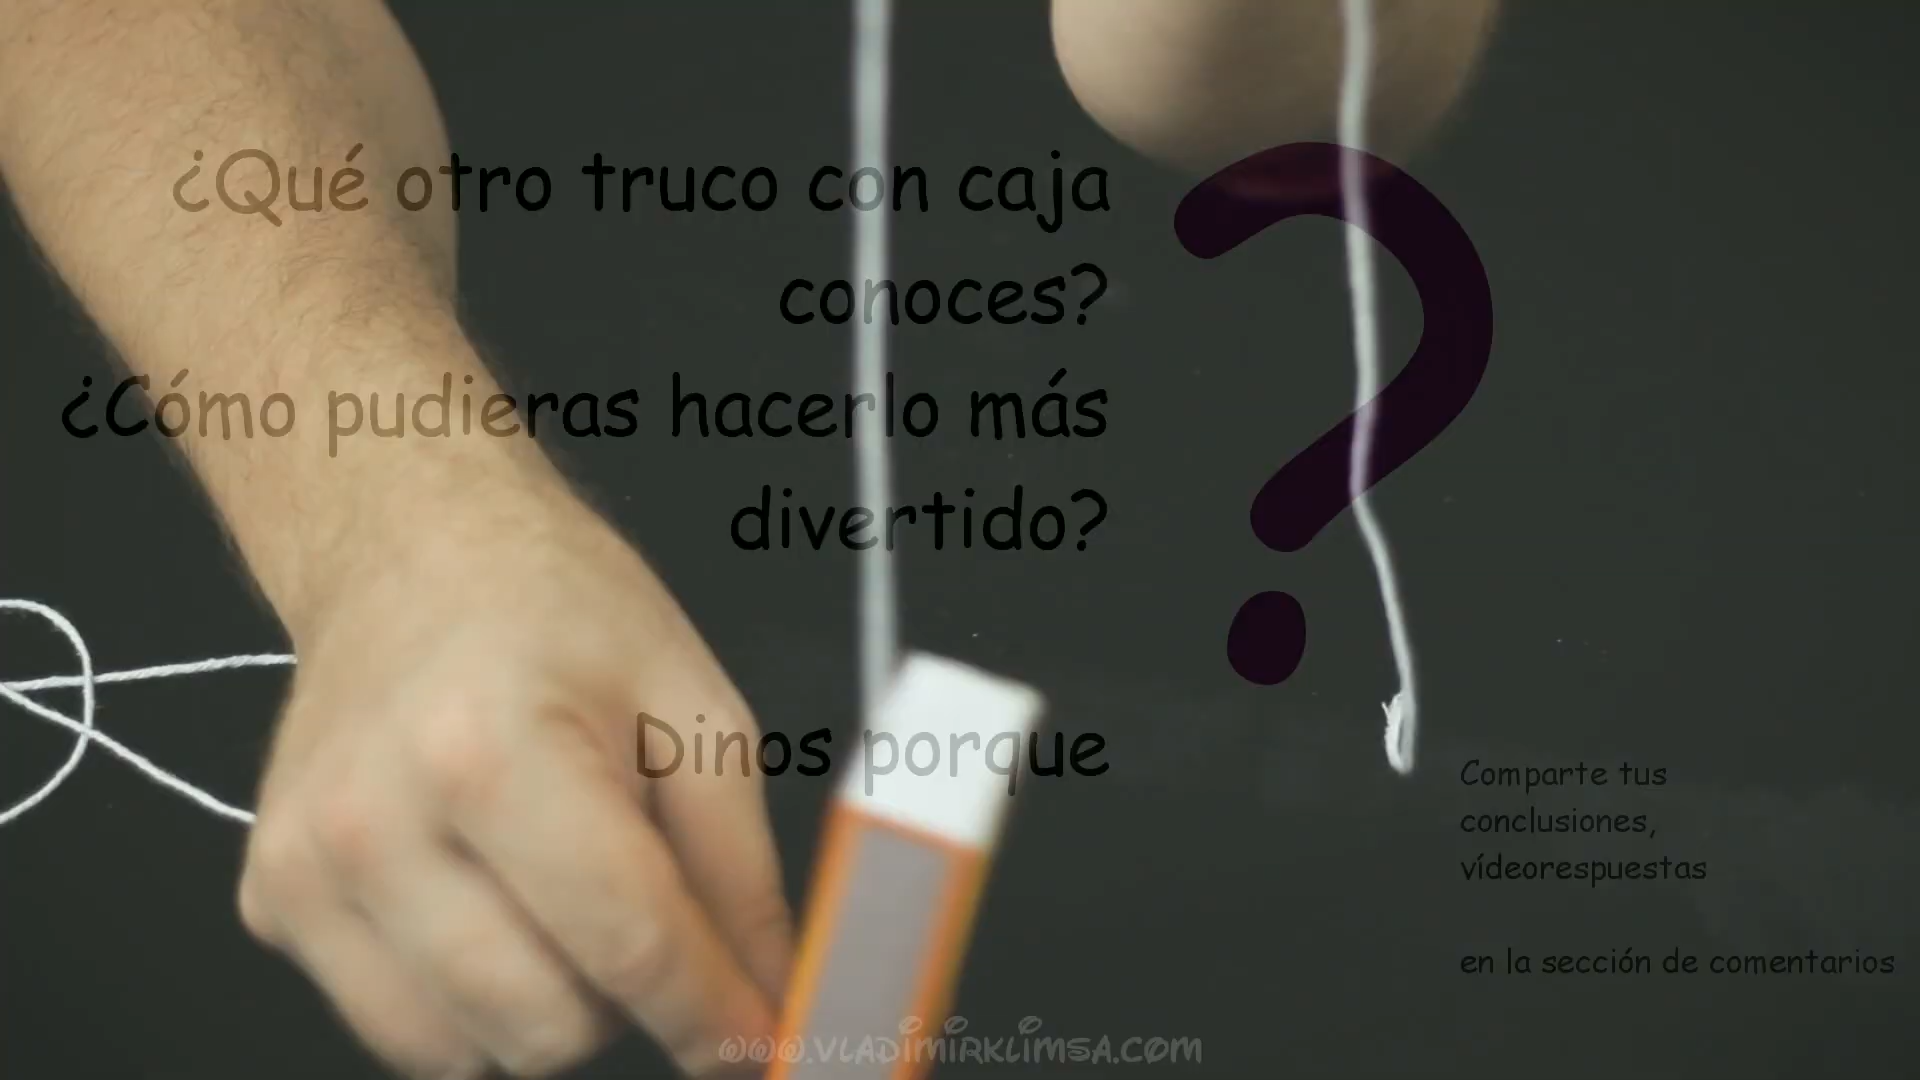 ¿Qué otro truco con caja
conoces?
¿Cómo pudieras hacerlo más
divertido?
Dinos porque
Comparte tus
conclusiones,
vídeorespuestas
en la sección de comentarios
www.vladimirklimsa.com